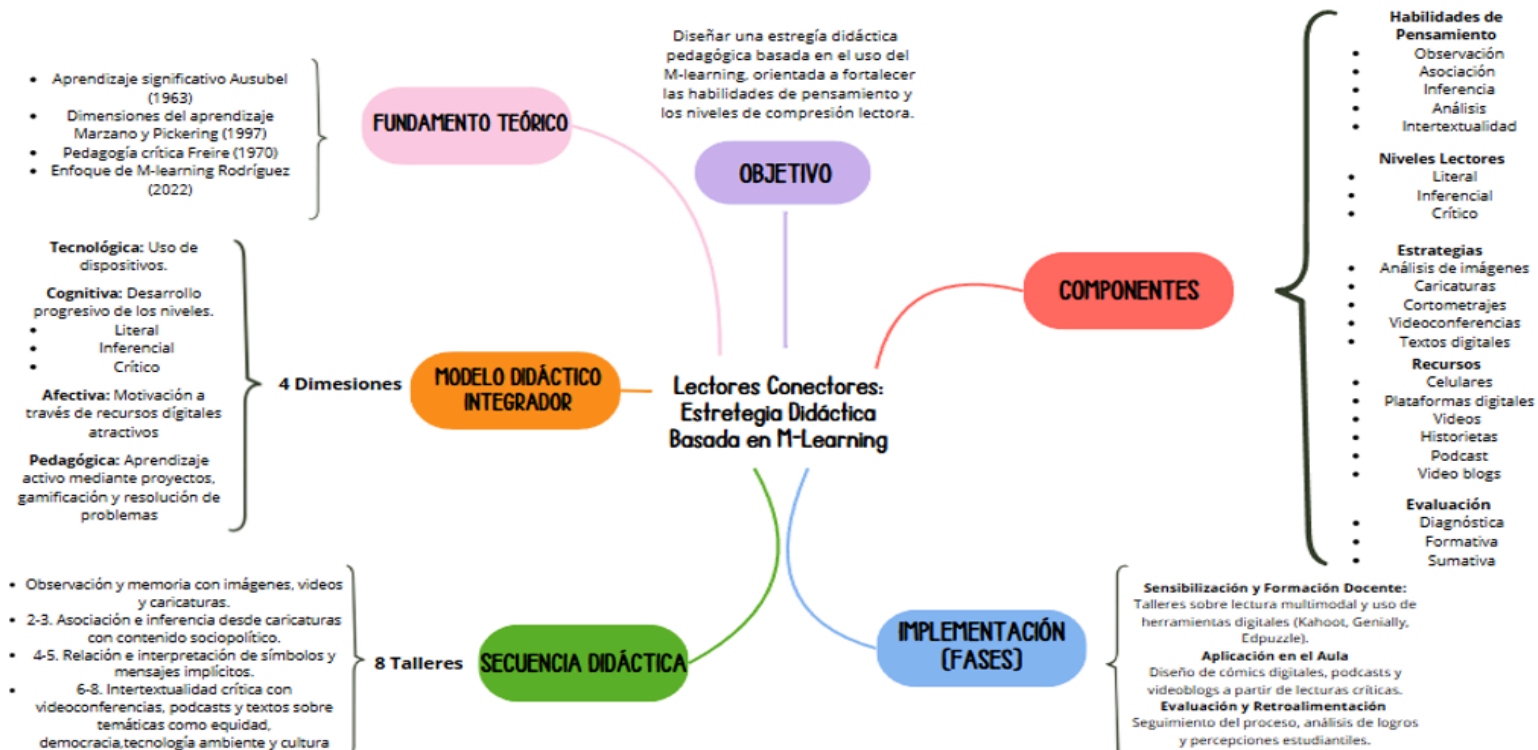 Lectores Conectores:
Estretegia Didáctica
Basada en M-Learning
FUNDAMENTO TEÓRICO
• Aprendizaje significativo Ausubel
(1963)
• Dimensiones del aprendizaje
Marzano y Pickering (1997)
• Pedagogía crítica Freire (1970)
• Enfoque de M-learning Rodríguez
(2022)
Diseñar una estregía didáctica
pedagógica basada en el uso del
M-learning, orientada a fortalecer
las habilidades de pensamiento y
los niveles de compresión lectora.
OBJETIVO
COMPONENTES
Habilidades de
Pensamiento
• Observación
• Asociación
• Inferencia
• Análisis
• Intertextualidad
Niveles Lectores
• Literal
• Inferencial
• Crítico
Estrategias
• Análisis de imágenes
• Caricaturas
• Cortometrajes
• Videoconferencias
• Textos digitales
Recursos
• Celulares
• Plataformas digitales
• Videos
• Historietas
• Podcast
• Video blogs
Evaluación
• Diagnóstica
• Formativa
• Sumativa
MODELO DIDÁCTICO
INTEGRADOR
4 Dimesiones
Tecnológica: Uso de
dispositivos.
Cognitiva: Desarrollo
progresivo de los niveles.
• Literal
• Inferencial
• Crítico
Afectiva: Motivación a
través de recursos dígitales
atractivos
Pedagógica: Aprendizaje
activo mediante proyectos,
gamificación y resolución de
problemas
SECUENCIA DIDÁCTICA
8 Talleres
• Observación y memoria con imágenes, videos
y caricaturas.
• 2-3. Asociación e inferencia desde caricaturas
con contenido sociopolítico.
• 4-5. Relación e interpretación de símbolos y
mensajes implícitos.
• 6-8. Intertextualidad crítica con
videoconferencias, podcasts y textos sobre
temáticas como equidad,
democracia,tecnología ambiente y cultura
IMPLEMENTACIÓN
(FASES)
Sensibilización y Formación Docente:
Talleres sobre lectura multimodal y uso de
herramientas digitales (Kahoot, Genially,
Edpuzzle).
Aplicación en el Aula
Diseño de cómics digitales, podcasts y
videoblogs a partir de lecturas críticas.
Evaluación y Retroalimentación
Seguimiento del proceso, análisis de logros
y percepciones estudiantiles.